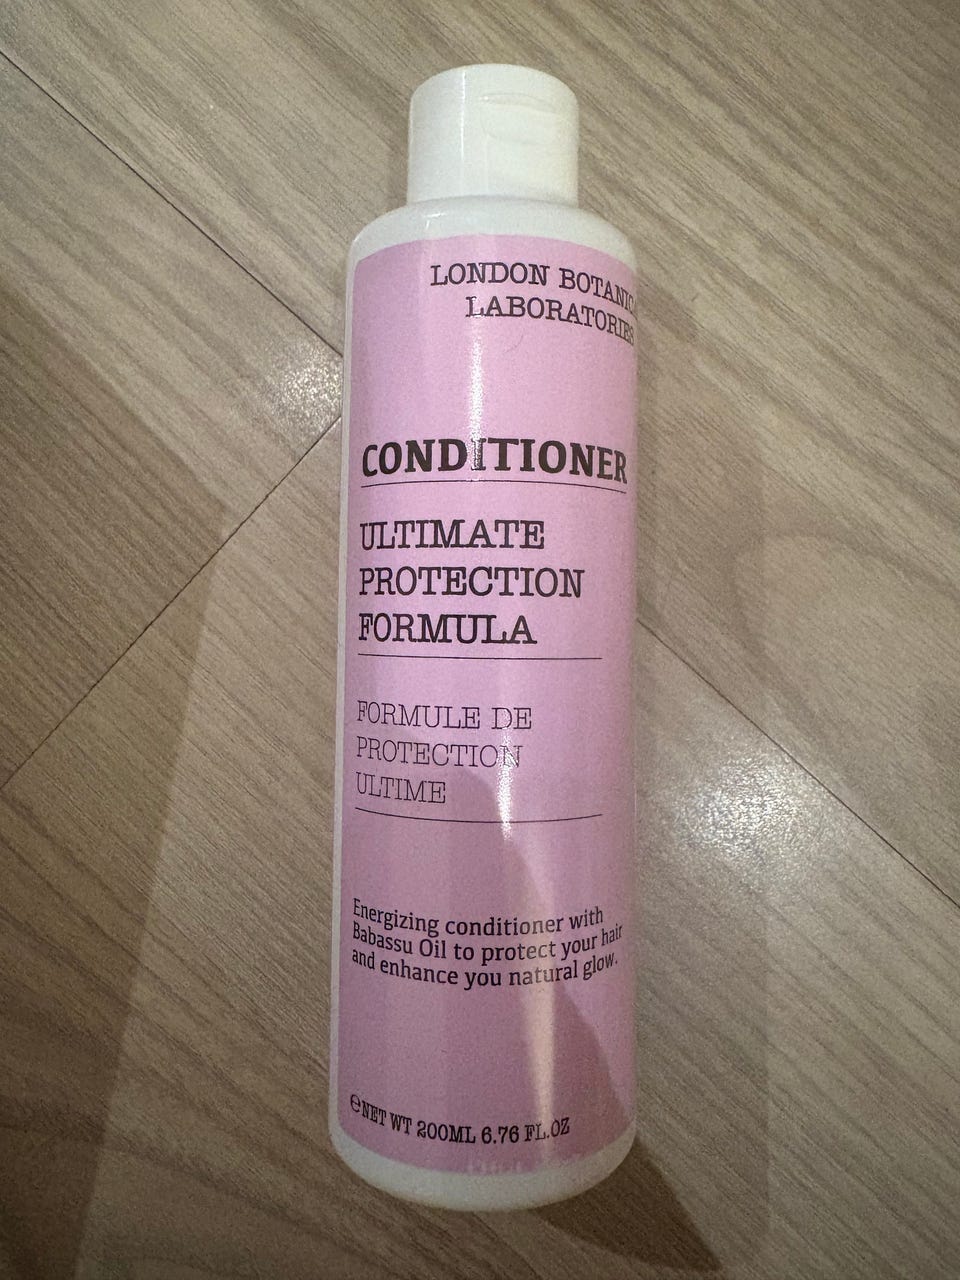 LONDON BOTANIC
LABORATORIES
CONDITIONER
ULTIMATE
PROTECTION
FORMULA
FORMULE DE
PROTECTION
ULTIME
Energizing conditioner with
Babassu Oil to protect your hair
and enhance you natural glow.
℮NET WT 200ML 6.76 FL.OZ